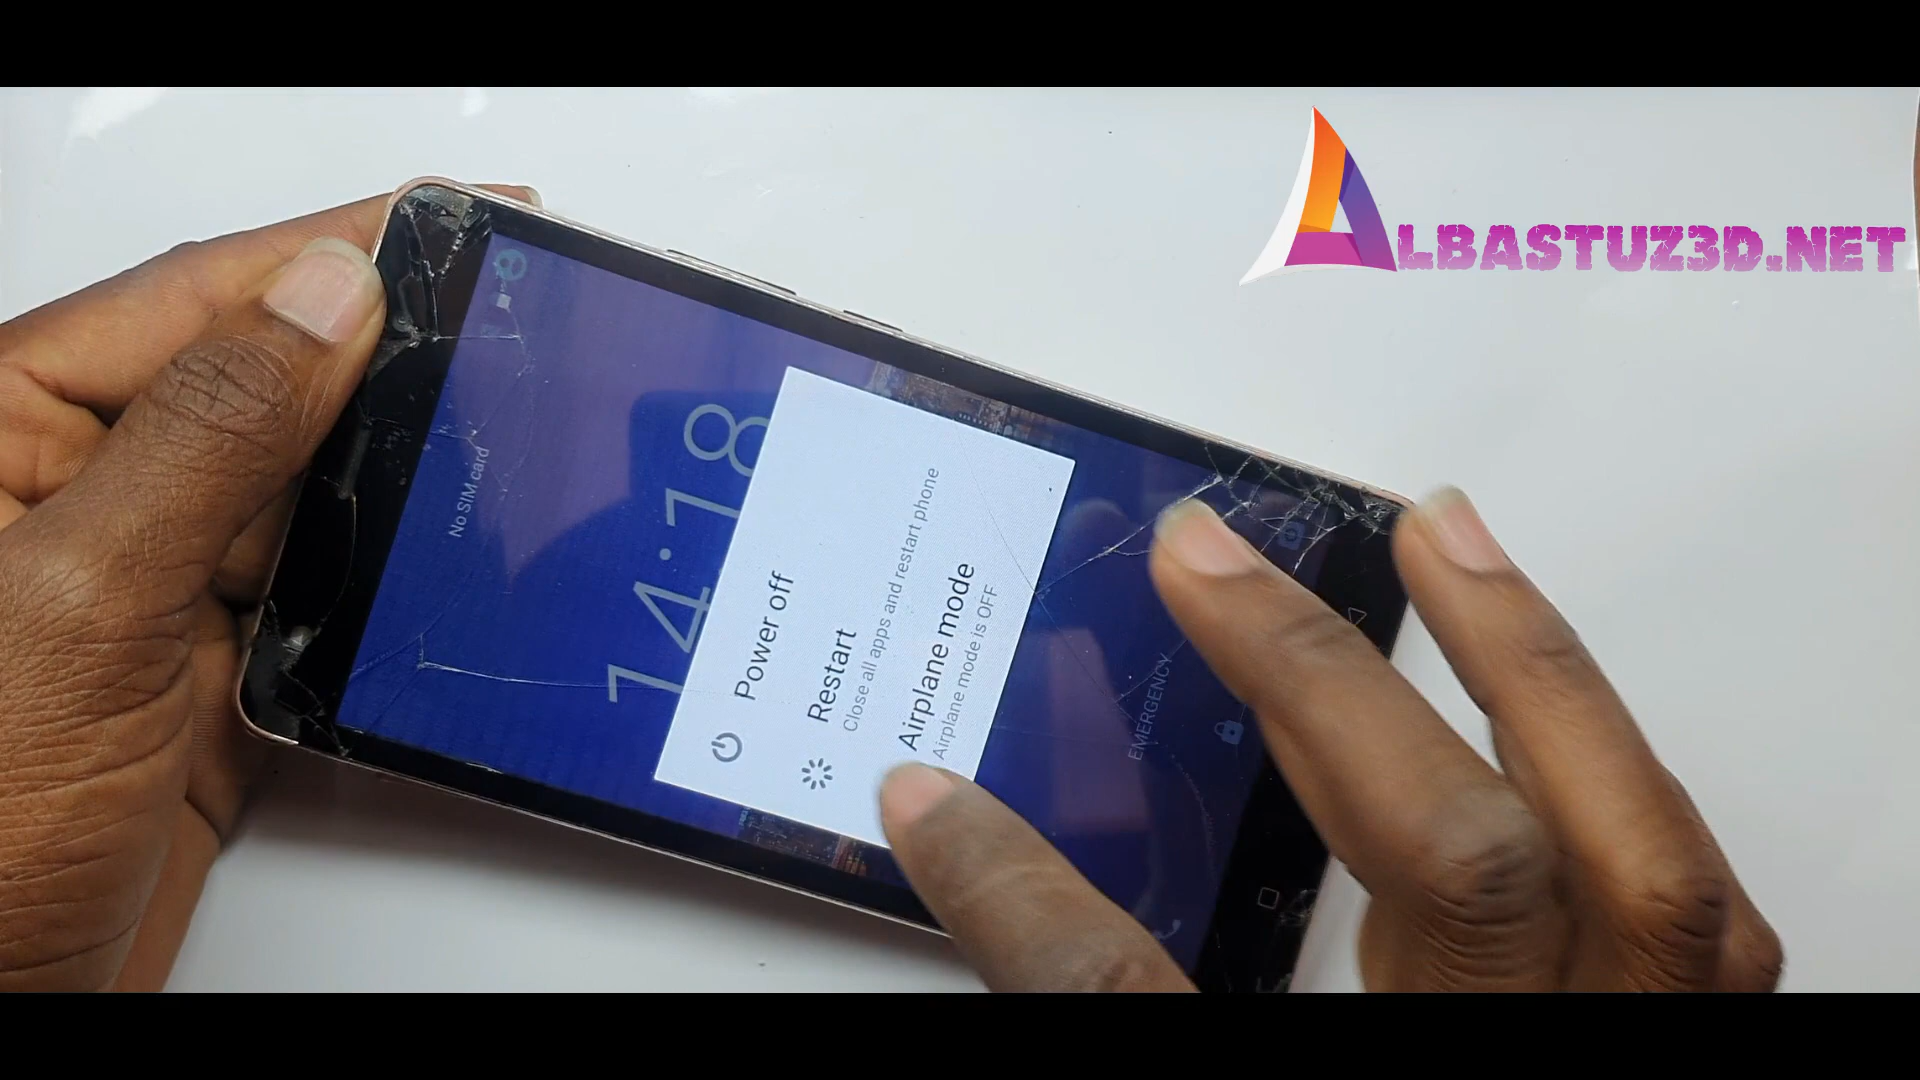 ALBASTUZ3D.NET
No SIM card
14:18
Power off
Restart
Close all apps and restart phone
Airplane mode
Airplane mode is OFF
EMERGENCY